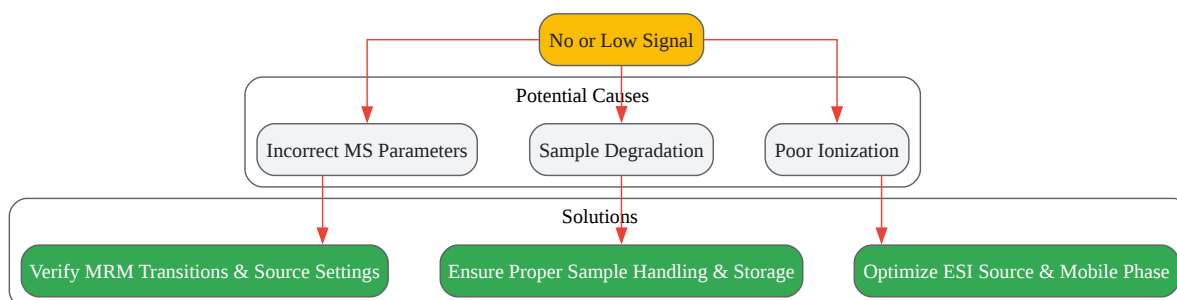 No or Low Signal
Potential Causes
Incorrect MS Parameters
Sample Degradation
Poor Ionization
Solutions
Verify MRM Transitions & Source Settings
Ensure Proper Sample Handling & Storage
Optimize ESI Source & Mobile Phase